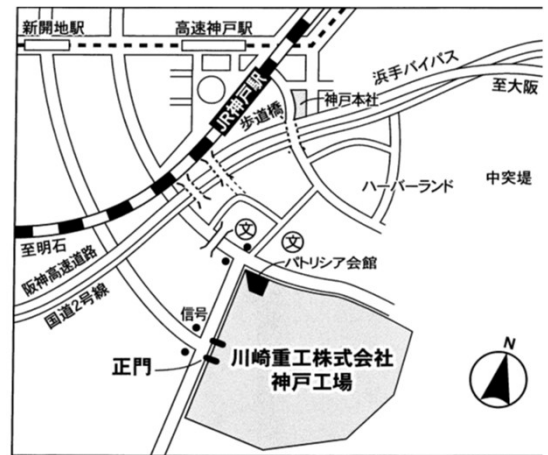 新開地駅
高速神戸駅
浜手バイパス
至大阪
JR神戸駅
歩道橋
神戸本社
ハーバーランド
中突堤
文
文
至明石
阪神高速道路
国道2号線
パトリシア会館
信号
正門
川崎重工株式会社
神戸工場
N